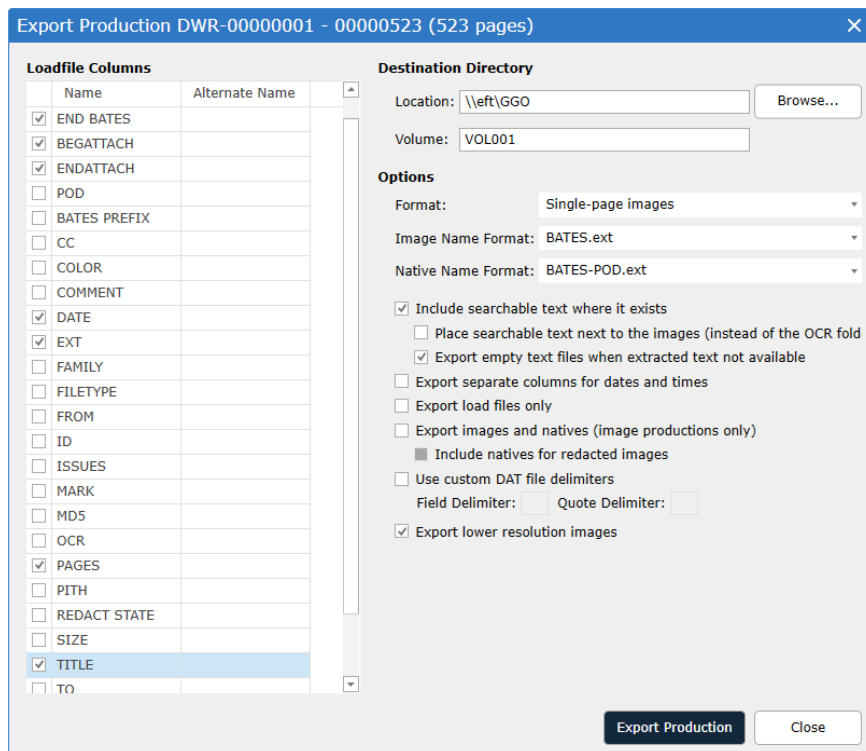 Export Production DWR-00000001 - 00000523 (523 pages)
Loadfile Columns
Name Alternate Name
END BATES
BEGATTACH
ENDATTACH
POD
BATES PREFIX
CC
COLOR
COMMENT
DATE
EXT
FAMILY
FILETYPE
FROM
ID
ISSUES
MARK
MD5
OCR
PAGES
PITH
REDACT STATE
SIZE
TITLE
TO
Destination Directory
Location: \\eft\GGO Browse...
Volume: VOL001
Options
Format: Single-page images
Image Name Format: BATES.ext
Native Name Format: BATES-POD.ext
Include searchable text where it exists
Place searchable text next to the images (instead of the OCR fold
Export empty text files when extracted text not available
Export separate columns for dates and times
Export load files only
Export images and natives (image productions only)
Include natives for redacted images
Use custom DAT file delimiters
Field Delimiter: Quote Delimiter:
Export lower resolution images
Export Production Close